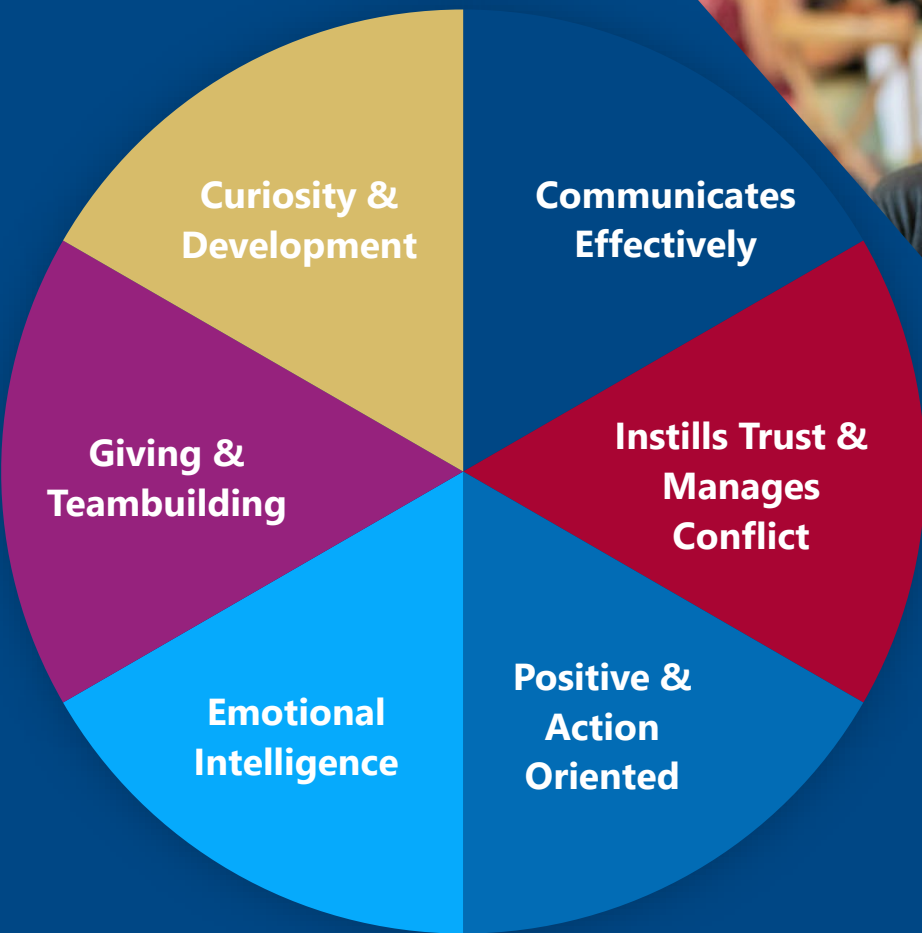 Curiosity &
Development
Communicates
Effectively
Instills Trust &
Manages
Conflict
Giving &
Teambuilding
Positive &
Action
Oriented
Emotional
Intelligence